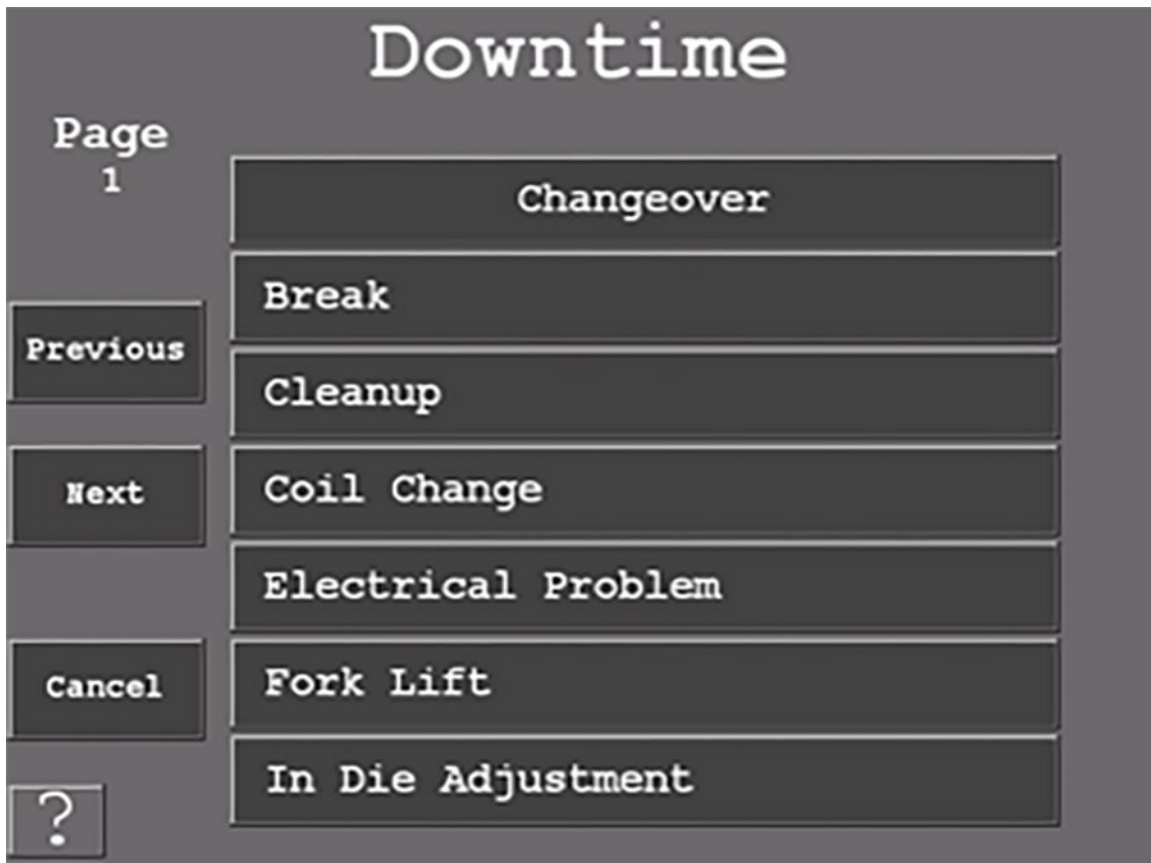 Downtime
Page
1
Changeover
Break
Previous
Cleanup
Next
Coil Change
Electrical Problem
Cancel
Fork Lift
In Die Adjustment
?